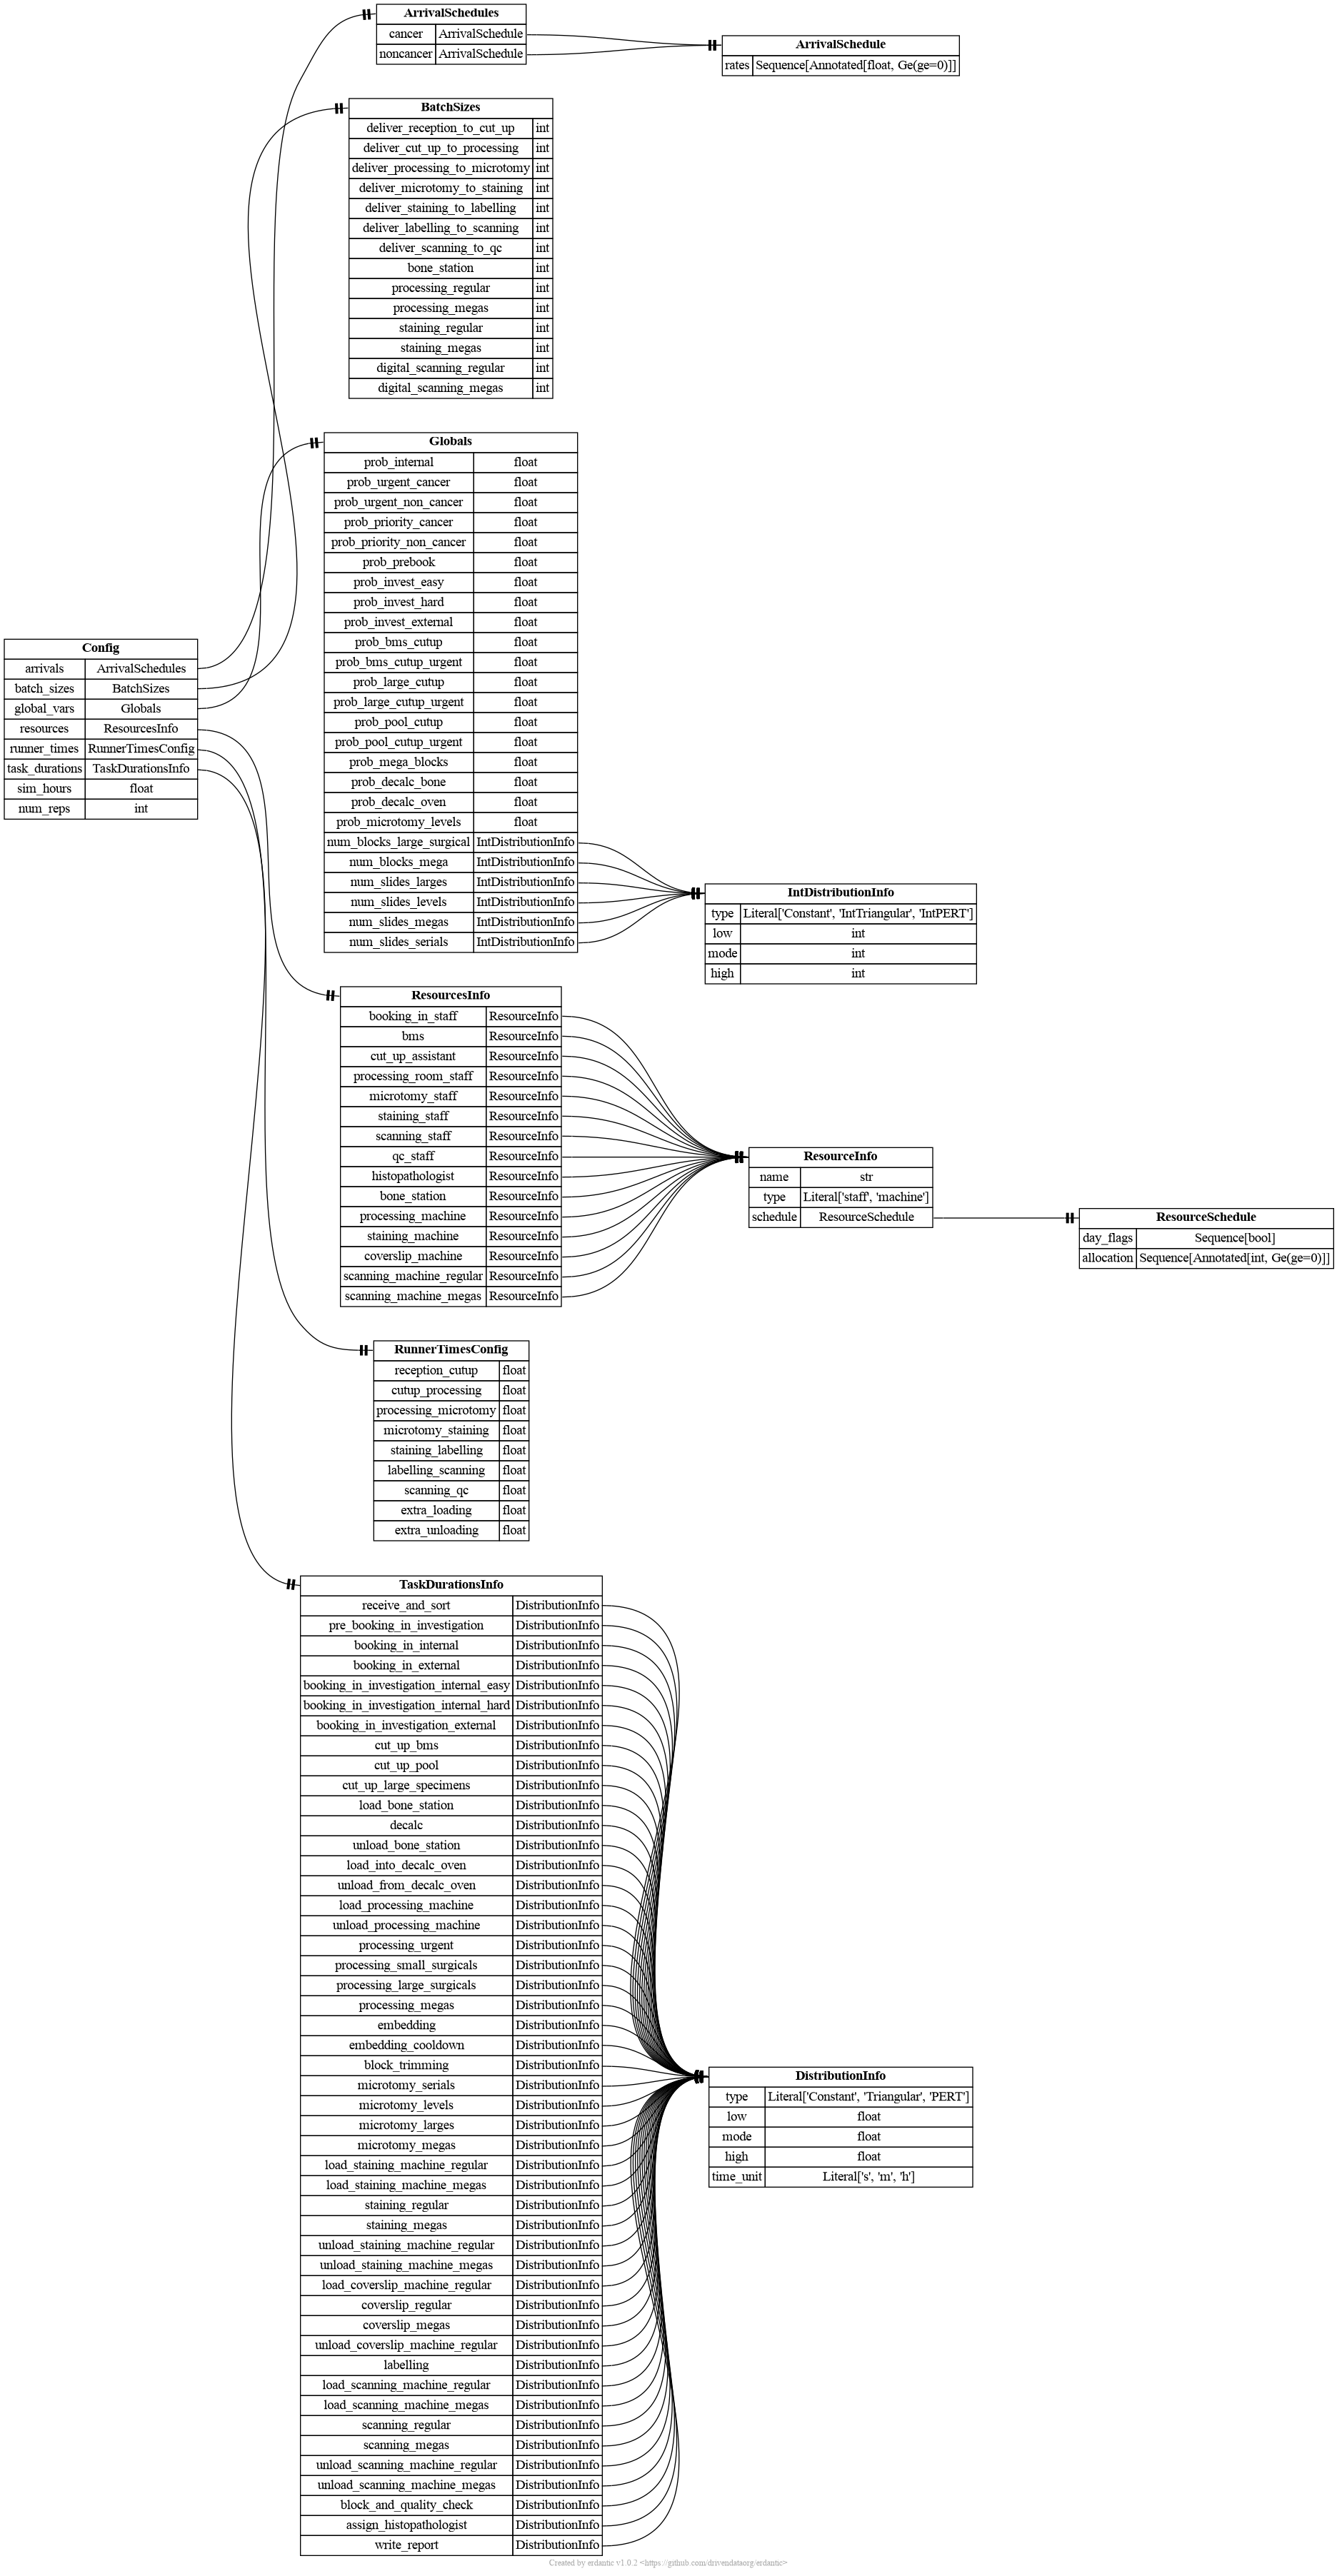 ArrivalSchedules
cancer ArrivalSchedule
noncancer ArrivalSchedule
ArrivalSchedule
rates Sequence[Annotated[float, Ge(ge=0)]]
BatchSizes
deliver_reception_to_cut_up int
deliver_cut_up_to_processing int
deliver_processing_to_microtomy int
deliver_microtomy_to_staining int
deliver_staining_to_labelling int
deliver_labelling_to_scanning int
deliver_scanning_to_qc int
bone_station int
processing_regular int
processing_megas int
staining_regular int
staining_megas int
digital_scanning_regular int
digital_scanning_megas int
Globals
prob_internal float
prob_urgent_cancer float
prob_urgent_non_cancer float
prob_priority_cancer float
prob_priority_non_cancer float
prob_prebook float
prob_invest_easy float
prob_invest_hard float
prob_invest_external float
prob_bms_cutup float
prob_bms_cutup_urgent float
prob_large_cutup float
prob_large_cutup_urgent float
prob_pool_cutup float
prob_pool_cutup_urgent float
prob_mega_blocks float
prob_decalc_bone float
prob_decalc_oven float
prob_microtomy_levels float
num_blocks_large_surgical IntDistributionInfo
num_blocks_mega IntDistributionInfo
num_slides_larges IntDistributionInfo
num_slides_levels IntDistributionInfo
num_slides_megas IntDistributionInfo
num_slides_serials IntDistributionInfo
Config
arrivals ArrivalSchedules
batch_sizes BatchSizes
global_vars Globals
resources ResourcesInfo
runner_times RunnerTimesConfig
task_durations TaskDurationsInfo
sim_hours float
num_reps int
IntDistributionInfo
type Literal['Constant', 'IntTriangular', 'IntPERT']
low int
mode int
high int
ResourcesInfo
booking_in_staff ResourceInfo
bms ResourceInfo
cut_up_assistant ResourceInfo
processing_room_staff ResourceInfo
microtomy_staff ResourceInfo
staining_staff ResourceInfo
scanning_staff ResourceInfo
qc_staff ResourceInfo
histopathologist ResourceInfo
bone_station ResourceInfo
processing_machine ResourceInfo
staining_machine ResourceInfo
coverslip_machine ResourceInfo
scanning_machine_regular ResourceInfo
scanning_machine_megas ResourceInfo
ResourceInfo
name str
type Literal['staff', 'machine']
schedule ResourceSchedule
ResourceSchedule
day_flags Sequence[bool]
allocation Sequence[Annotated[int, Ge(ge=0)]]
RunnerTimesConfig
reception_cutup float
cutup_processing float
processing_microtomy float
microtomy_staining float
staining_labelling float
labelling_scanning float
scanning_qc float
extra_loading float
extra_unloading float
TaskDurationsInfo
receive_and_sort DistributionInfo
pre_booking_in_investigation DistributionInfo
booking_in_internal DistributionInfo
booking_in_external DistributionInfo
booking_in_investigation_internal_easy DistributionInfo
booking_in_investigation_internal_hard DistributionInfo
booking_in_investigation_external DistributionInfo
cut_up_bms DistributionInfo
cut_up_pool DistributionInfo
cut_up_large_specimens DistributionInfo
load_bone_station DistributionInfo
decalc DistributionInfo
unload_bone_station DistributionInfo
load_into_decalc_oven DistributionInfo
unload_from_decalc_oven DistributionInfo
load_processing_machine DistributionInfo
unload_processing_machine DistributionInfo
processing_urgent DistributionInfo
processing_small_surgicals DistributionInfo
processing_large_surgicals DistributionInfo
processing_megas DistributionInfo
embedding DistributionInfo
embedding_cooldown DistributionInfo
block_trimming DistributionInfo
microtomy_serials DistributionInfo
microtomy_levels DistributionInfo
microtomy_larges DistributionInfo
microtomy_megas DistributionInfo
load_staining_machine_regular DistributionInfo
load_staining_machine_megas DistributionInfo
staining_regular DistributionInfo
staining_megas DistributionInfo
unload_staining_machine_regular DistributionInfo
unload_staining_machine_megas DistributionInfo
load_coverslip_machine_regular DistributionInfo
coverslip_regular DistributionInfo
coverslip_megas DistributionInfo
unload_coverslip_machine_regular DistributionInfo
labelling DistributionInfo
load_scanning_machine_regular DistributionInfo
load_scanning_machine_megas DistributionInfo
scanning_regular DistributionInfo
scanning_megas DistributionInfo
unload_scanning_machine_regular DistributionInfo
unload_scanning_machine_megas DistributionInfo
block_and_quality_check DistributionInfo
assign_histopathologist DistributionInfo
write_report DistributionInfo
DistributionInfo
type Literal['Constant', 'Triangular', 'PERT']
low float
mode float
high float
time_unit Literal['s', 'm', 'h']
Created by erdantic v1.0.2 <https://github.com/drivendataorg/erdantic>